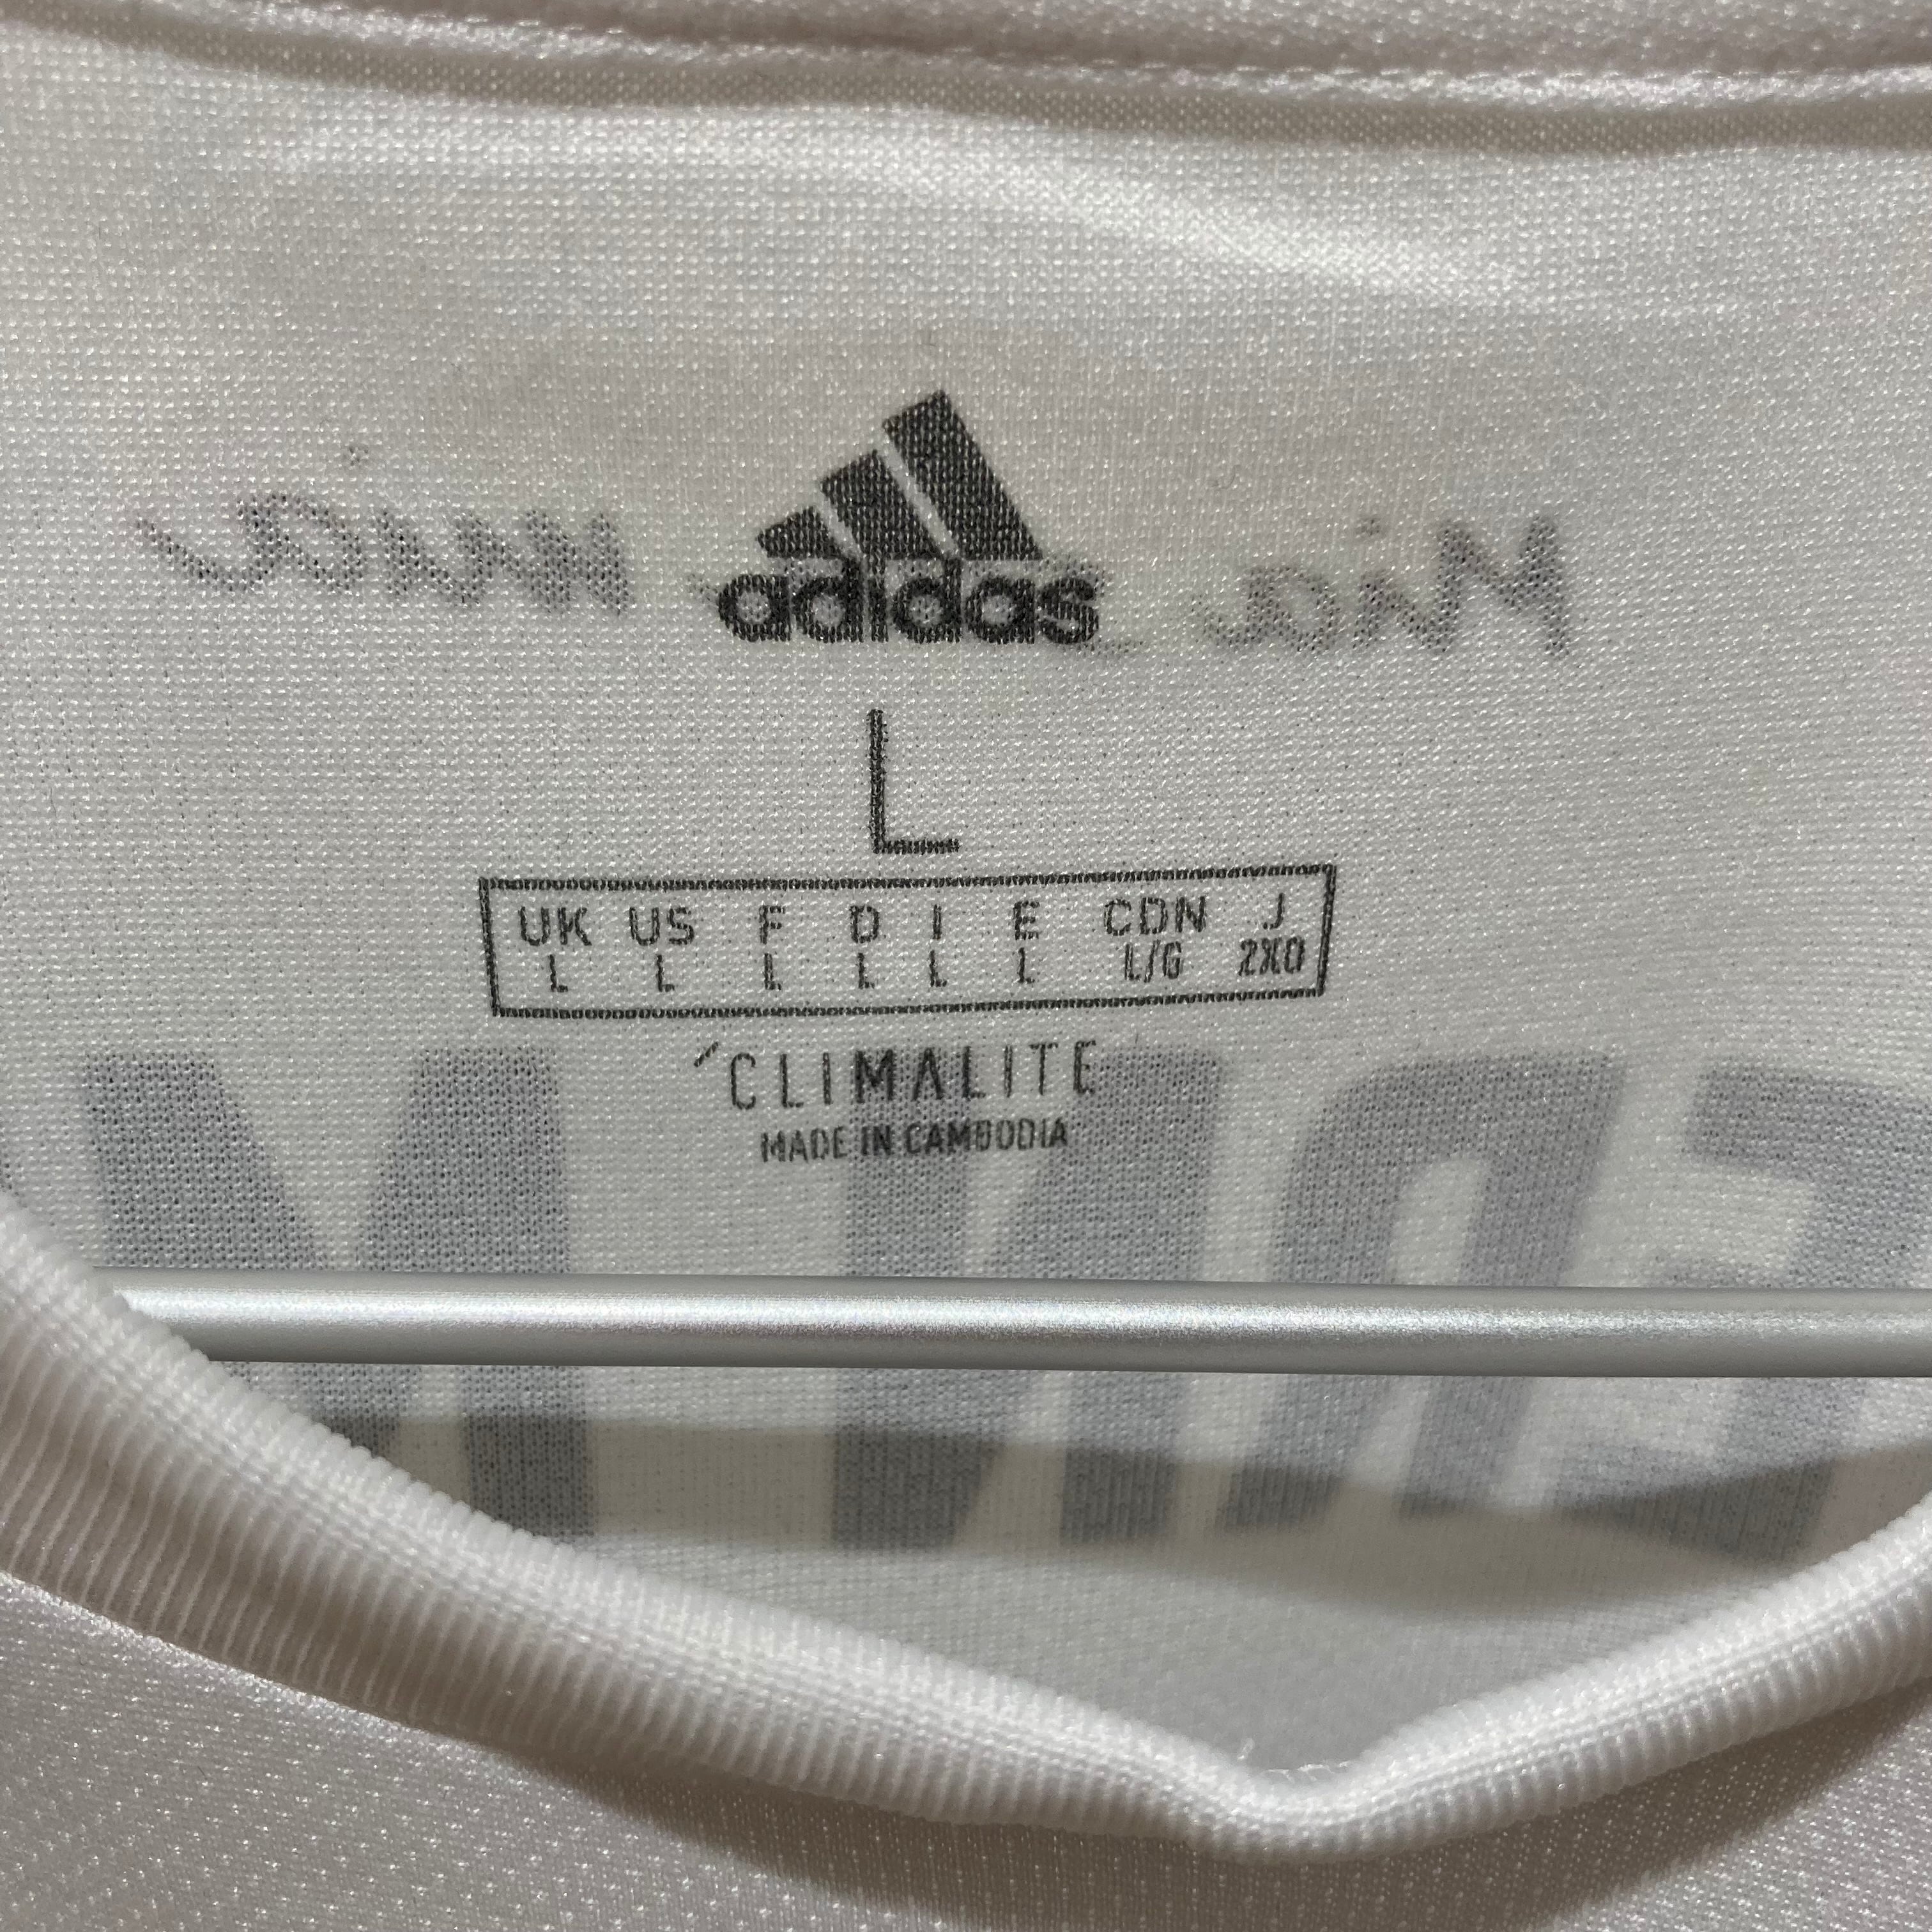 adidas
L
UK US F D I E CDN J
L L L L L L L/G 2XO
CLIMALITE
MADE IN CAMBODIA